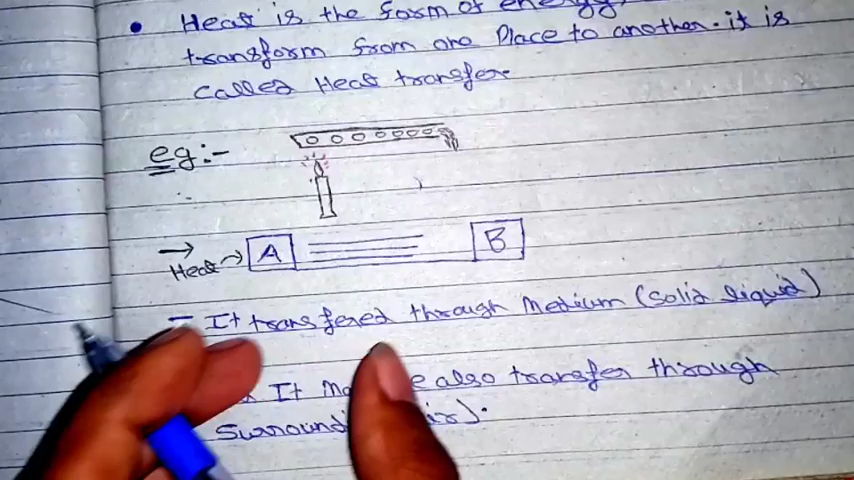 • Heat is the form of energy,
transform from one Place to another. it is
called Heat transfer.
eg:-
Heat A B
- It transfered through Medium (solid liquid)
It also transfer through